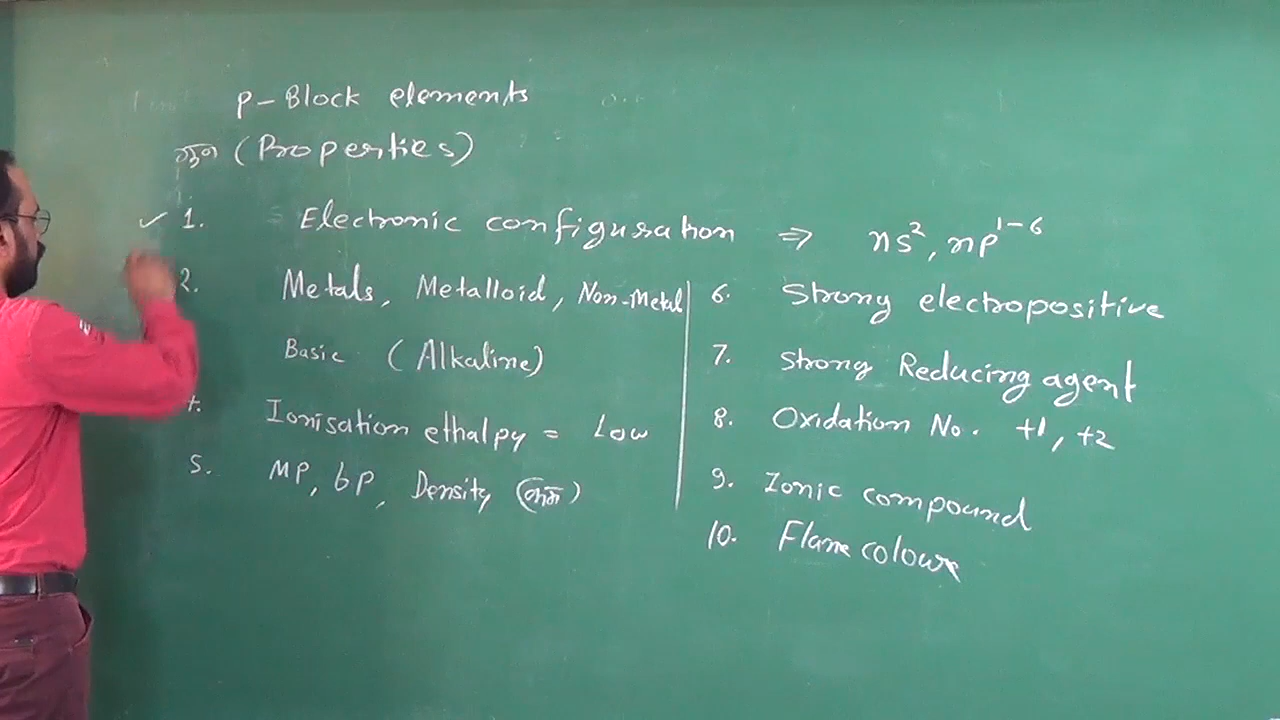 p-Block elements
गुण (Properties)
✓ 1. Electronic configuration ⇒ ns², np¹⁻⁶
2. Metals, Metalloid, Non-Metal
Basic (Alkaline)
Ionisation ethalpy = Low
5. MP, bP, Density (कम)
6. Strong electropositive
7. Strong Reducing agent
8. Oxidation No. +1, +2
9. Ionic compound
10. Flame colour